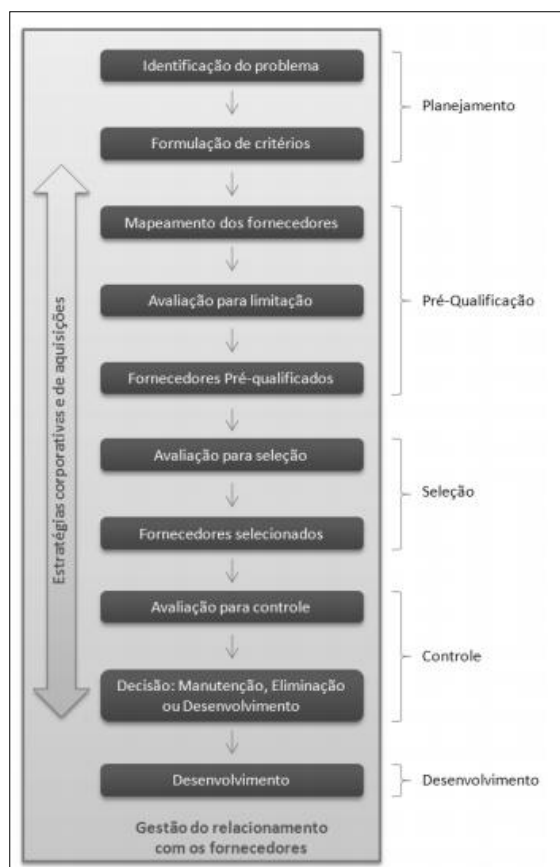 Identificação do problema
Planejamento
Formulação de critérios
Mapeamento dos fornecedores
Avaliação para limitação
Pré-Qualificação
Fornecedores Pré-qualificados
Estratégias corporativas e de aquisições
Avaliação para seleção
Seleção
Fornecedores selecionados
Avaliação para controle
Controle
Decisão: Manutenção, Eliminação
ou Desenvolvimento
Desenvolvimento
Desenvolvimento
Gestão do relacionamento
com os fornecedores